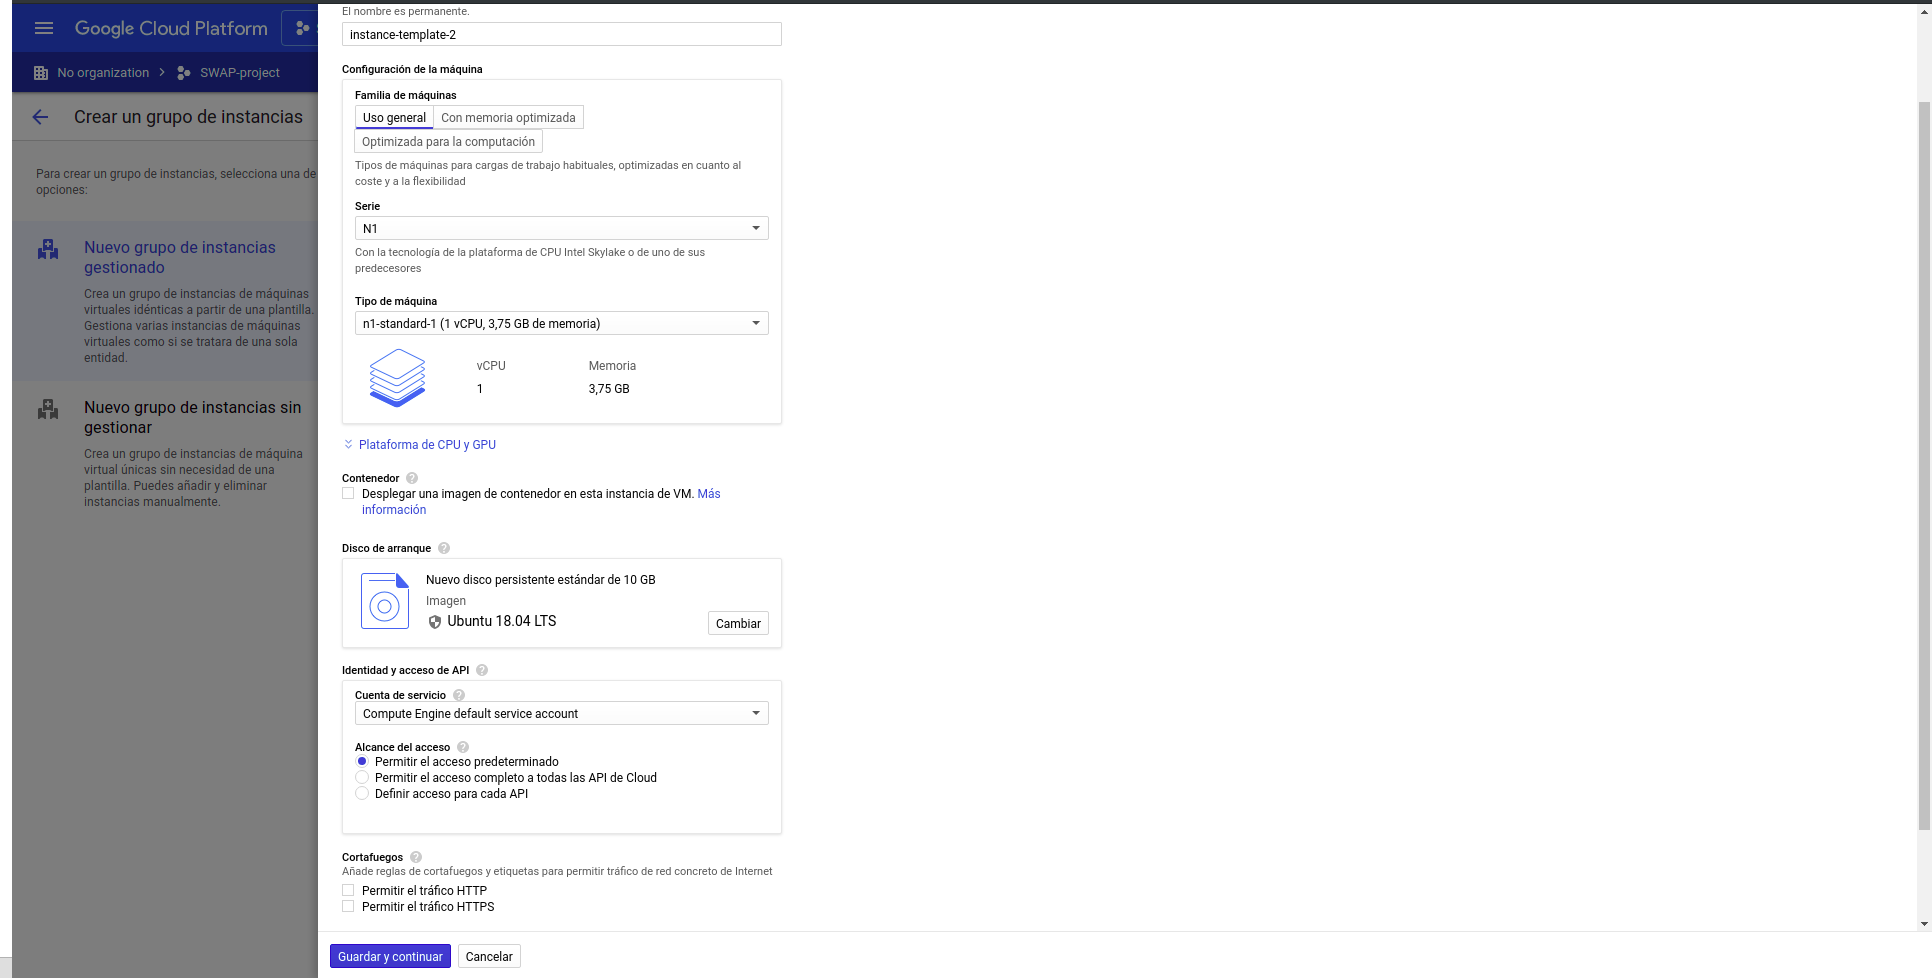 Google Cloud Platform
No organization
SWAP-project
Crear un grupo de instancias
Para crear un grupo de instancias, selecciona una de
opciones:
Nuevo grupo de instancias
gestionado
Crea un grupo de instancias de máquinas
virtuales idénticas a partir de una plantilla.
Gestiona varias instancias de máquinas
virtuales como si se tratara de una sola
entidad.
Nuevo grupo de instancias sin
gestionar
Crea un grupo de instancias de máquina
virtual únicas sin necesidad de una
plantilla. Puedes añadir y eliminar
instancias manualmente.
El nombre es permanente.
instance-template-2
Configuración de la máquina
Familia de máquinas
Uso general
Con memoria optimizada
Optimizada para la computación
Tipos de máquinas para cargas de trabajo habituales, optimizadas en cuanto al
coste y a la flexibilidad
Serie
N1
Con la tecnología de la plataforma de CPU Intel Skylake o de uno de sus
predecesores
Tipo de máquina
n1-standard-1 (1 vCPU, 3,75 GB de memoria)
vCPU
Memoria
1
3,75 GB
Plataforma de CPU y GPU
Contenedor
Desplegar una imagen de contenedor en esta instancia de VM. Más
información
Disco de arranque
Nuevo disco persistente estándar de 10 GB
Imagen
Ubuntu 18.04 LTS
Cambiar
Identidad y acceso de API
Cuenta de servicio
Compute Engine default service account
Alcance del acceso
Permitir el acceso predeterminado
Permitir el acceso completo a todas las API de Cloud
Definir acceso para cada API
Cortafuegos
Añade reglas de cortafuegos y etiquetas para permitir tráfico de red concreto de Internet
Permitir el tráfico HTTP
Permitir el tráfico HTTPS
Guardar y continuar
Cancelar